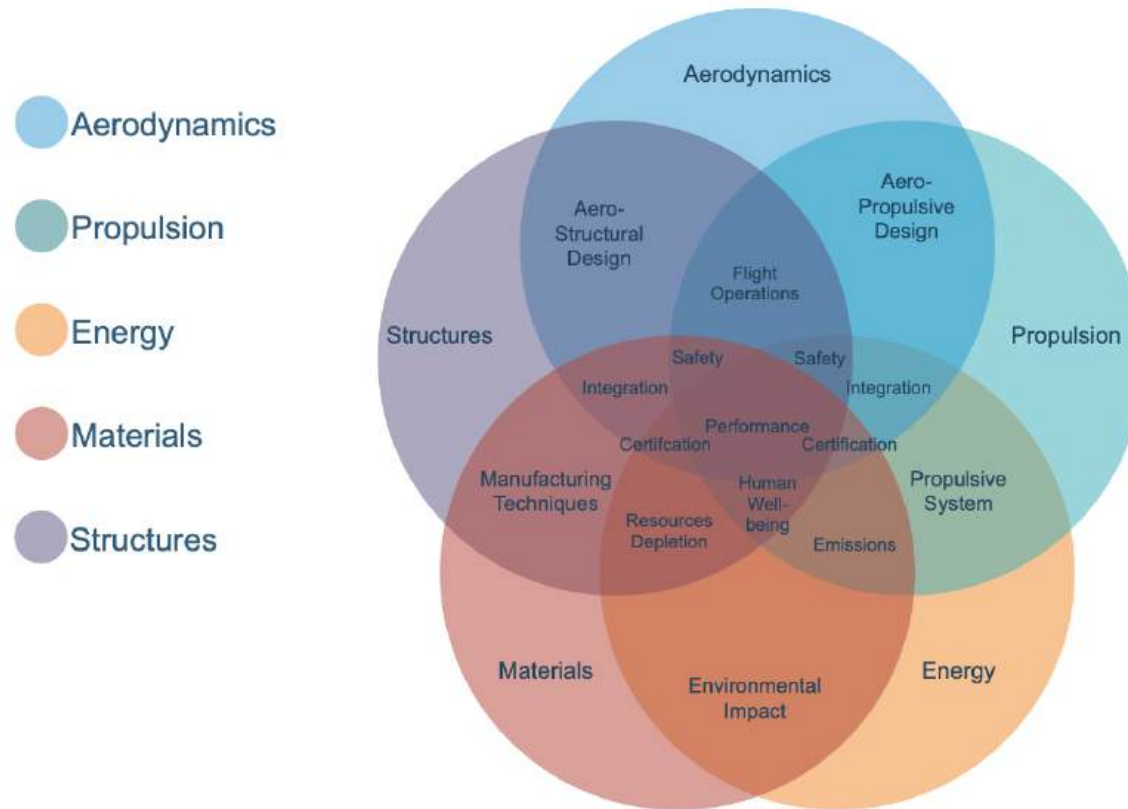 Aerodynamics
Propulsion
Energy
Materials
Structures
Aerodynamics
Aero-
Structural
Design
Aero-
Propulsive
Design
Flight
Operations
Structures
Propulsion
Safety
Safety
Integration
Integration
Performance
Certifcation
Certification
Manufacturing
Techniques
Human
Well-
being
Propulsive
System
Resources
Depletion
Emissions
Materials
Energy
Environmental
Impact